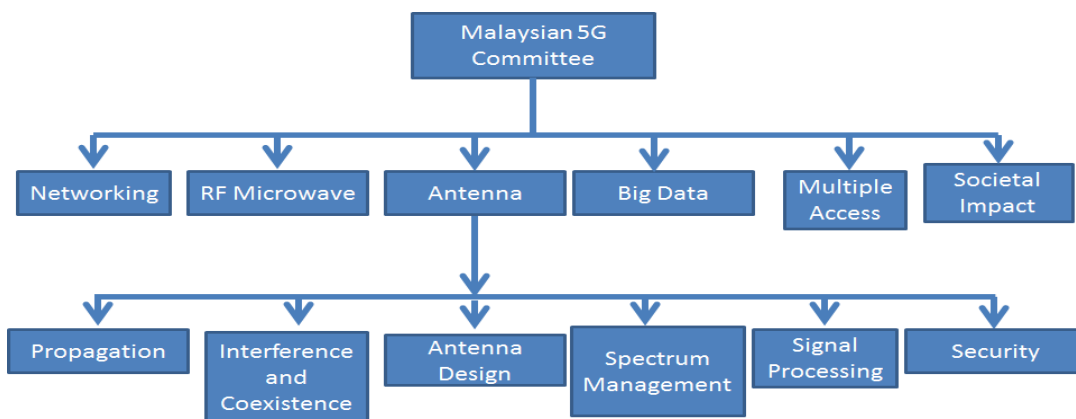 Malaysian 5G
Committee
Networking
RF Microwave
Antenna
Big Data
Multiple
Access
Societal
Impact
Propagation
Interference
and
Coexistence
Antenna
Design
Spectrum
Management
Signal
Processing
Security